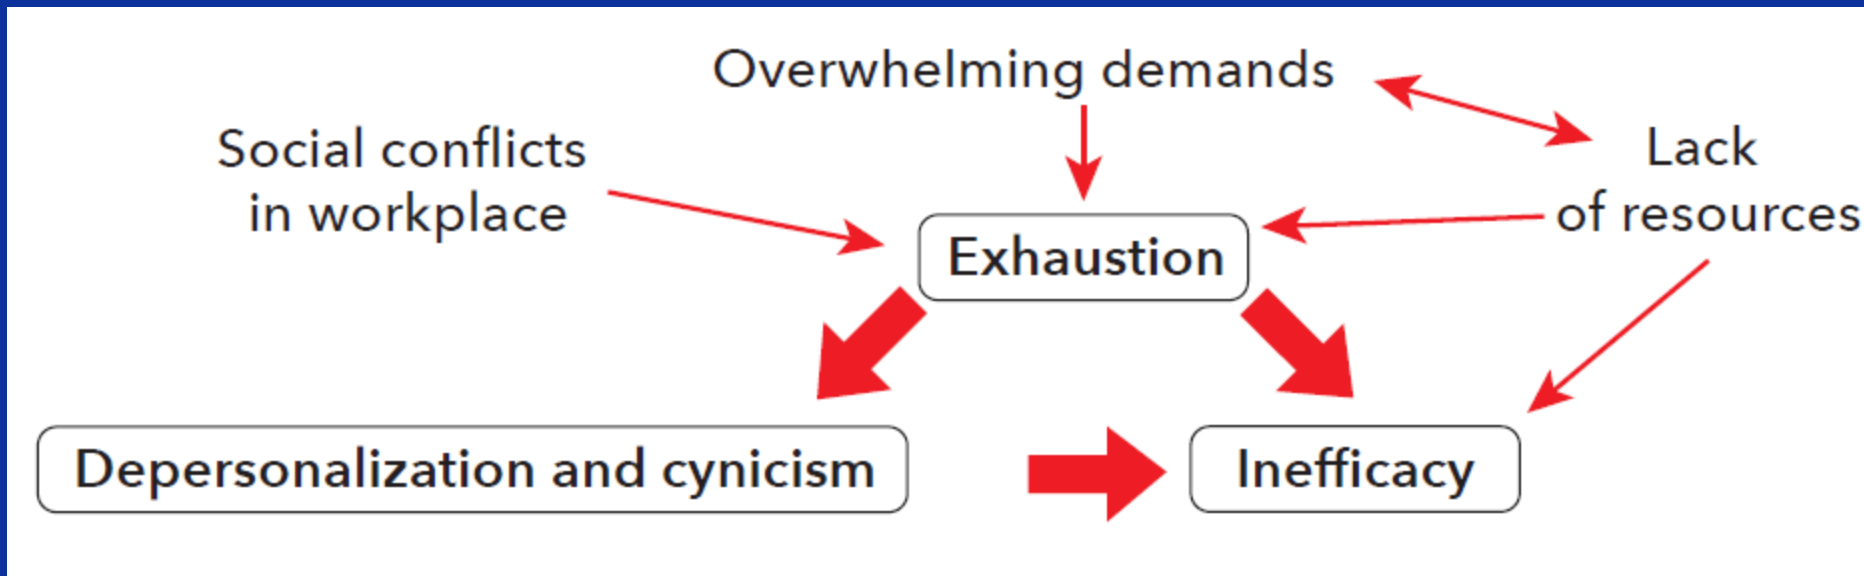 Overwhelming demands
Social conflicts
in workplace
Lack
of resources
Exhaustion
Depersonalization and cynicism
Inefficacy